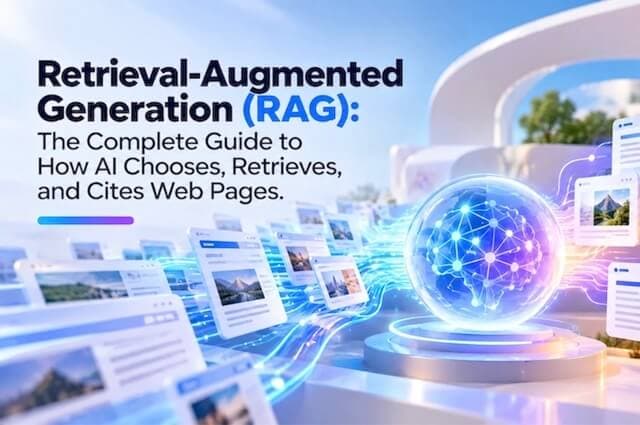 Retrieval-Augmented
Generation (RAG):
The Complete Guide to
How AI Chooses, Retrieves,
and Cites Web Pages.